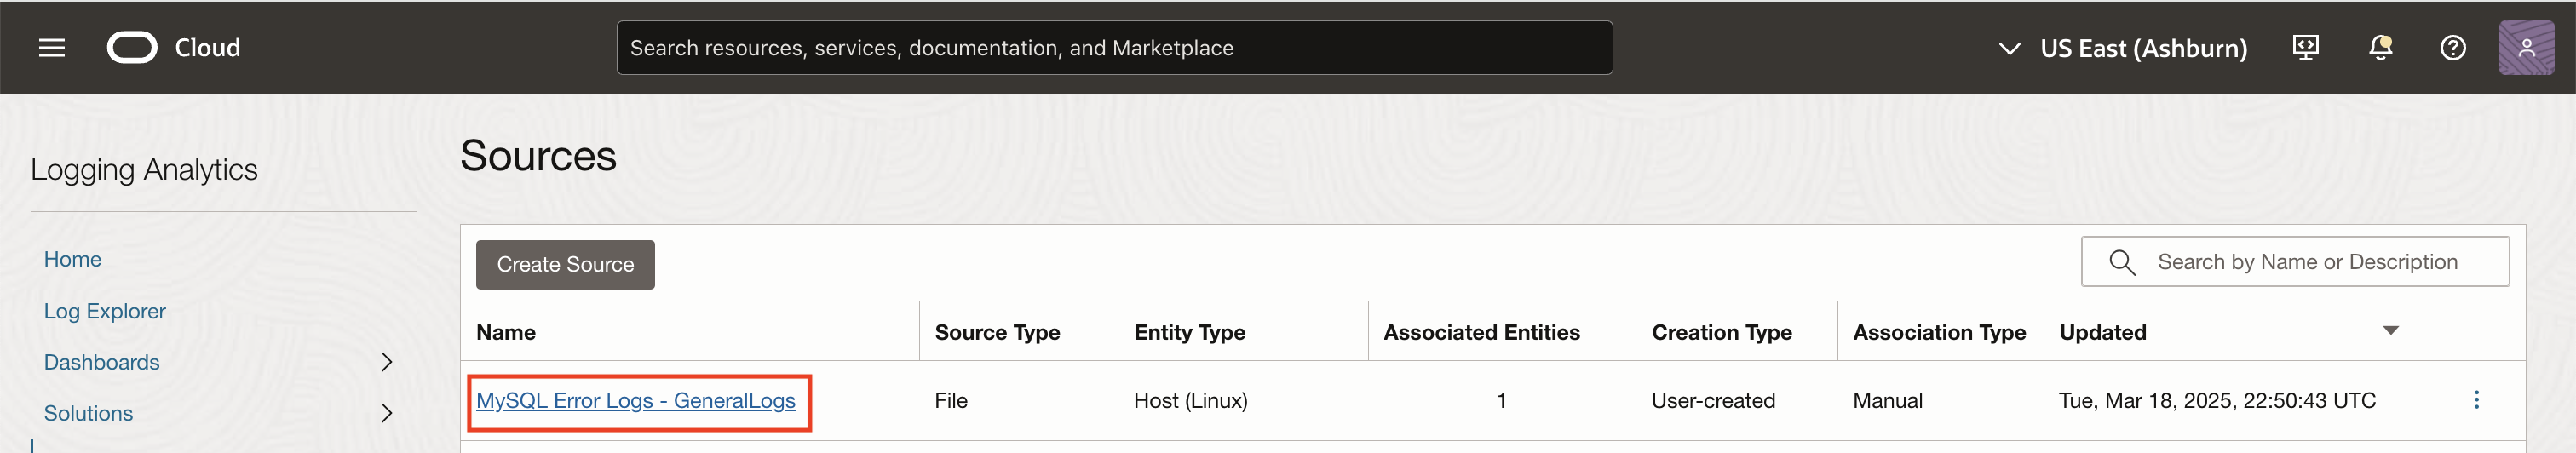 Cloud
Search resources, services, documentation, and Marketplace
US East (Ashburn)
Logging Analytics
Home
Log Explorer
Dashboards
Solutions
Sources
Create Source
Search by Name or Description
Name Source Type Entity Type Associated Entities Creation Type Association Type Updated
MySQL Error Logs - GeneralLogs File Host (Linux) 1 User-created Manual Tue, Mar 18, 2025, 22:50:43 UTC